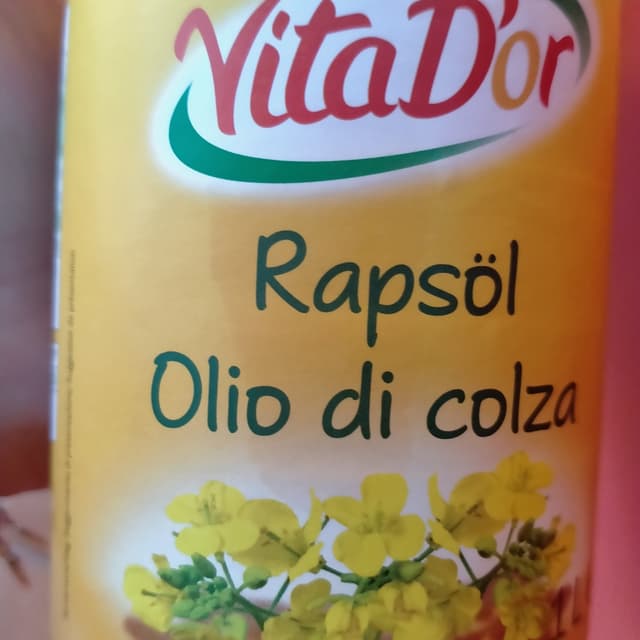 VitaD'or
Rapsöl
Olio di colza